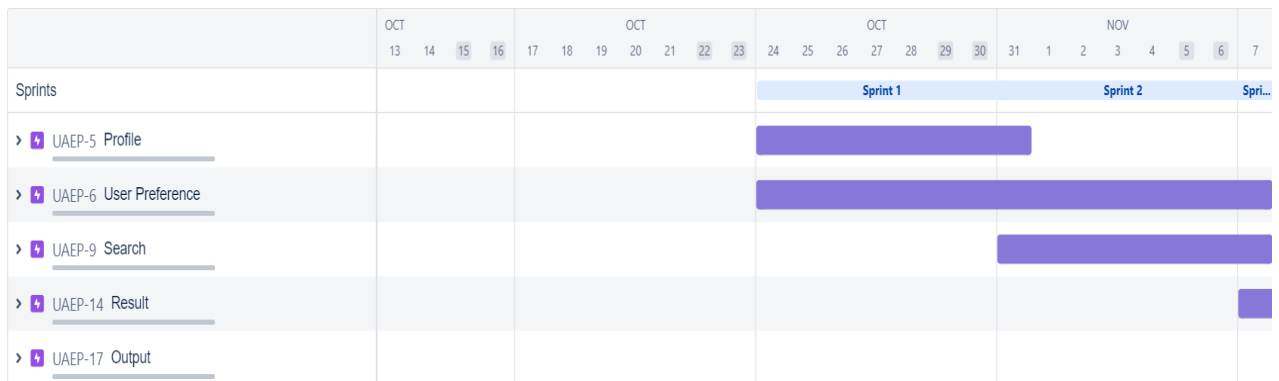 OCT OCT OCT NOV
13 14 15 16 17 18 19 20 21 22 23 24 25 26 27 28 29 30 31 1 2 3 4 5 6 7
Sprints Sprint 1 Sprint 2 Spri...
UAEP-5 Profile
UAEP-6 User Preference
UAEP-9 Search
UAEP-14 Result
UAEP-17 Output